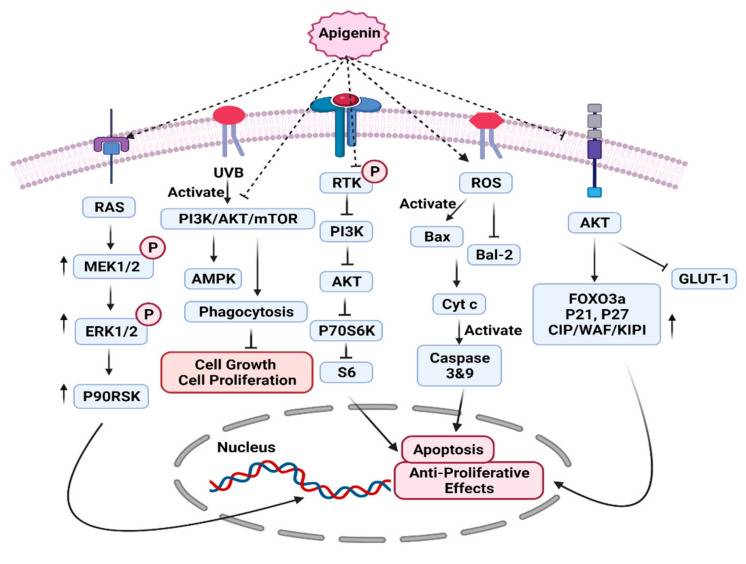 Apigenin
UVB
Activate
RAS
MEK1/2
P
ERK1/2
P
P90RSK
PI3K/AKT/mTOR
AMPK
Phagocytosis
Cell Growth
Cell Proliferation
RTK
P
PI3K
AKT
P70S6K
S6
ROS
Activate
Bax
Bal-2
Cyt c
Activate
Caspase
3&9
AKT
GLUT-1
FOXO3a
P21, P27
CIP/WAF/KIPI
Nucleus
Apoptosis
Anti-Proliferative
Effects